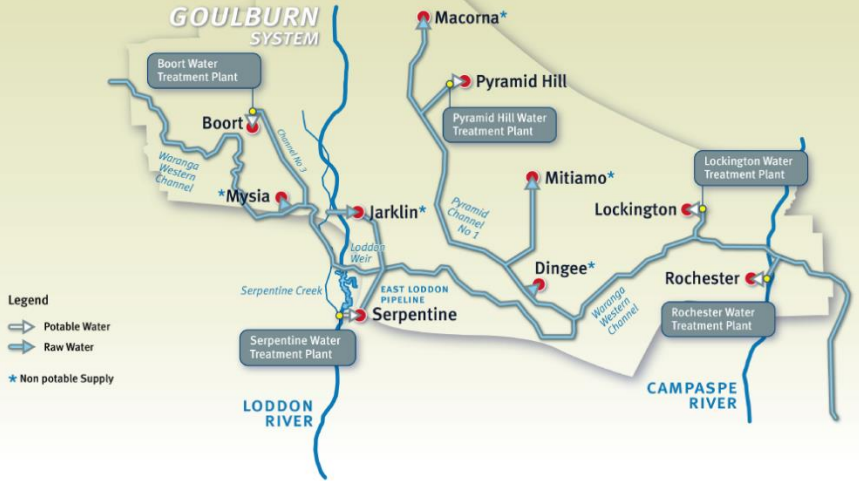 GOULBURN
SYSTEM
Macorna*
Boort Water
Treatment Plant
Pyramid Hill
Boort
Pyramid Hill Water
Treatment Plant
Channel No 3
Waranga
Western
Channel
Lockington Water
Treatment Plant
*Mysia
Mitiamo*
Jarklin*
Pyramid
Channel
No 1
Lockington
Loddon
Weir
Dingee*
Rochester
Serpentine Creek
EAST LODDON
PIPELINE
Waranga
Western
Channel
Legend
Potable Water
Raw Water
* Non potable Supply
Serpentine
Serpentine Water
Treatment Plant
Rochester Water
Treatment Plant
LODDON
RIVER
CAMPASPE
RIVER